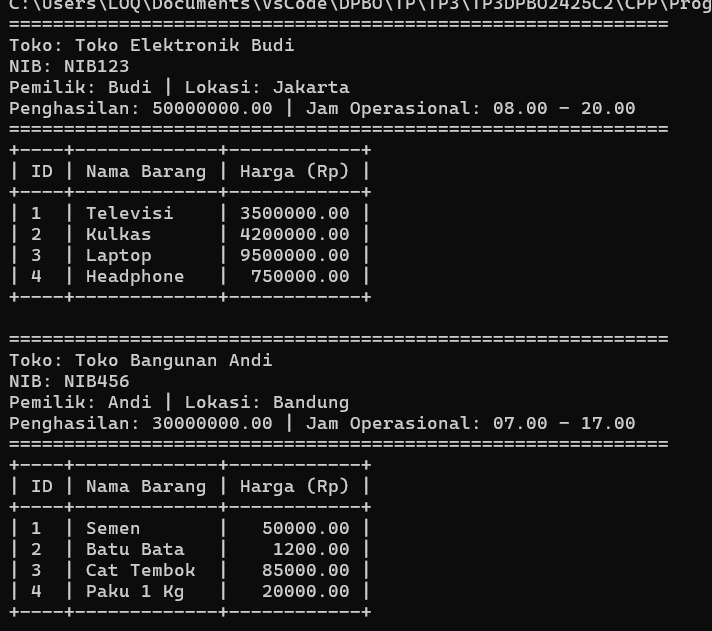 C:\Users\LOQ\Documents\VsCode\DPBO\TP\TP3\TP3DPBO2425C2\CPP\Prog
============================================================
Toko: Toko Elektronik Budi
NIB: NIB123
Pemilik: Budi | Lokasi: Jakarta
Penghasilan: 50000000.00 | Jam Operasional: 08.00 - 20.00
============================================================
+----+-------------+------------+
| ID | Nama Barang | Harga (Rp) |
+----+-------------+------------+
| 1  | Televisi    | 3500000.00 |
| 2  | Kulkas      | 4200000.00 |
| 3  | Laptop      | 9500000.00 |
| 4  | Headphone   |  750000.00 |
+----+-------------+------------+
============================================================
Toko: Toko Bangunan Andi
NIB: NIB456
Pemilik: Andi | Lokasi: Bandung
Penghasilan: 30000000.00 | Jam Operasional: 07.00 - 17.00
============================================================
+----+-------------+------------+
| ID | Nama Barang | Harga (Rp) |
+----+-------------+------------+
| 1  | Semen       |   50000.00 |
| 2  | Batu Bata   |    1200.00 |
| 3  | Cat Tembok  |   85000.00 |
| 4  | Paku 1 Kg   |   20000.00 |
+----+-------------+------------+